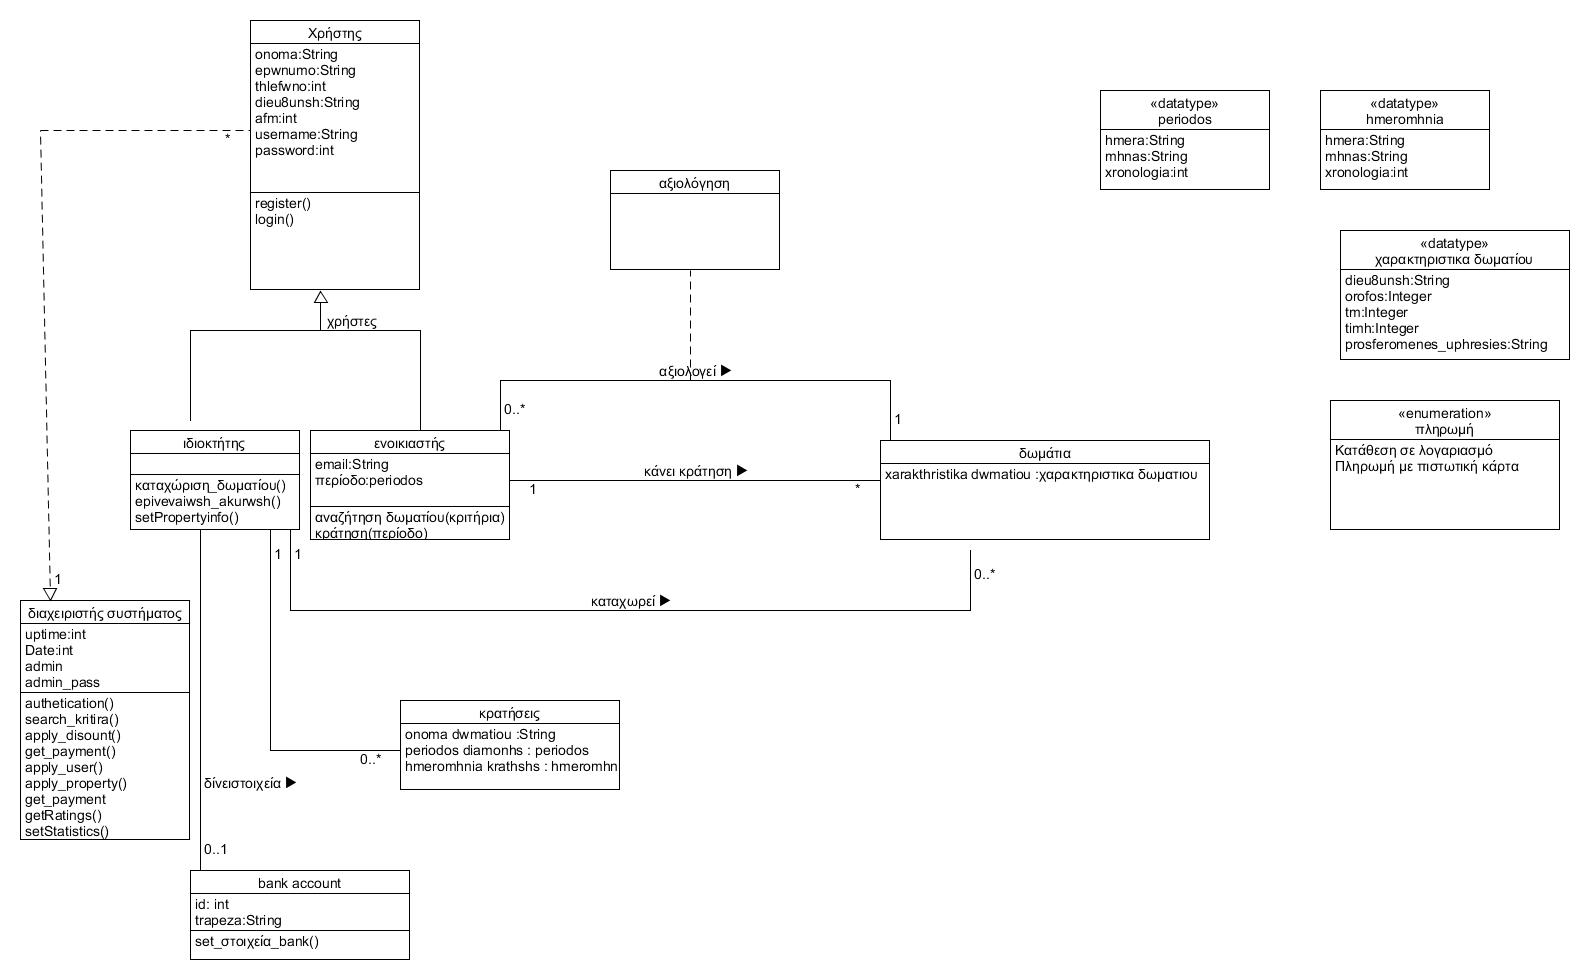 Χρήστης
onoma:String
epwnumo:String
thlefwno:int
dieu8unsh:String
afm:int
username:String
password:int
register()
login()
*
χρήστες
«datatype»
periodos
hmera:String
mhnas:String
xronologia:int
«datatype»
hmeromhnia
hmera:String
mhnas:String
xronologia:int
αξιολόγηση
«datatype»
χαρακτηριστικα δωματίου
dieu8unsh:String
orofos:Integer
tm:Integer
timh:Integer
prosferomenes_uphresies:String
αξιολογεί ▶
0..*
1
«enumeration»
πληρωμή
Κατάθεση σε λογαριασμό
Πληρωμή με πιστωτική κάρτα
ιδιοκτήτης
καταχώριση_δωματίου()
epivevaiwsh_akurwsh()
setPropertyinfo()
ενοικιαστής
email:String
περίοδο:periodos
αναζήτηση δωματίου(κριτήρια)
κράτηση(περίοδο)
κάνει κράτηση ▶
1
*
δωμάτια
xarakthristika dwmatiou :χαρακτηριστικα δωματιου
1
1
0..*
καταχωρεί ▶
1
διαχειριστής συστήματος
uptime:int
Date:int
admin
admin_pass
authetication()
search_kritira()
apply_disount()
get_payment()
apply_user()
apply_property()
get_payment
getRatings()
setStatistics()
κρατήσεις
onoma dwmatiou :String
periodos diamonhs : periodos
hmeromhnia krathshs : hmeromhn
0..*
δίνειστοιχεία ▶
0..1
bank account
id: int
trapeza:String
set_στοιχεία_bank()